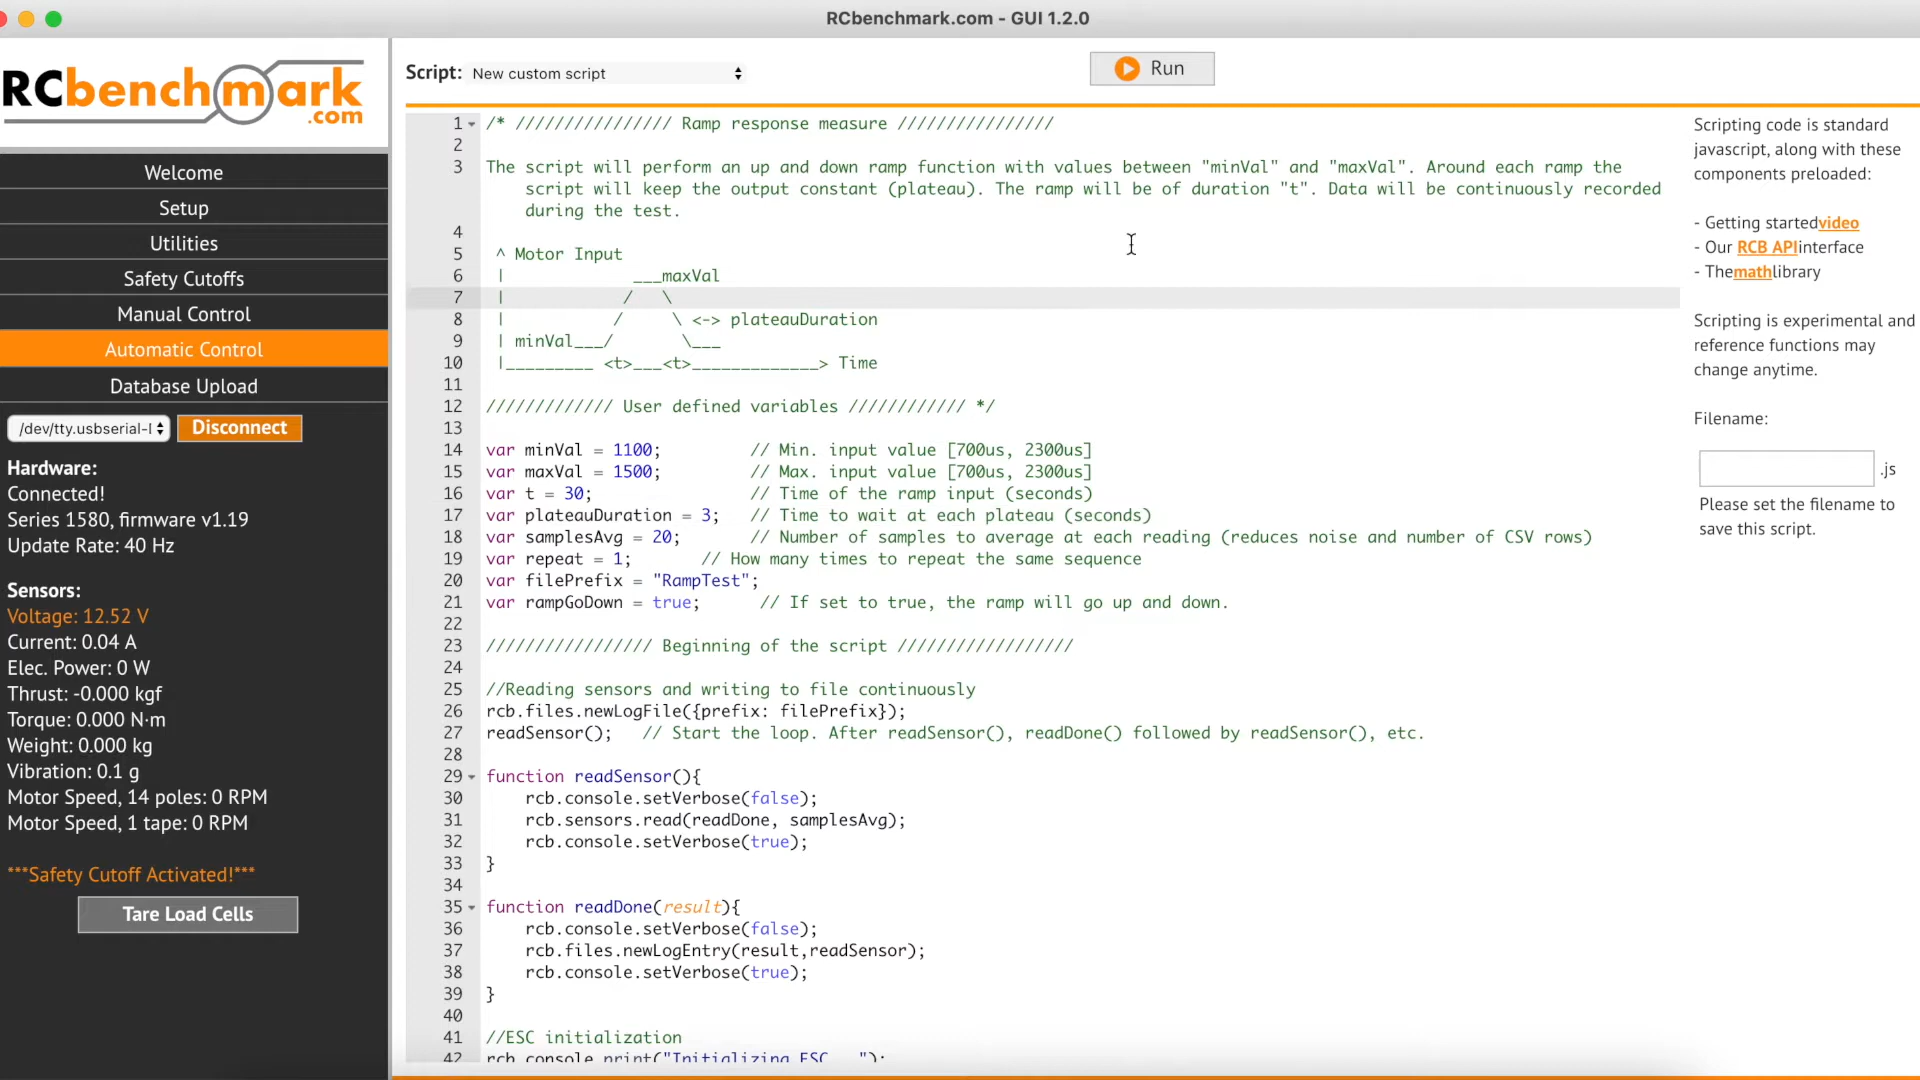 RCbenchmark.com - GUI 1.2.0
RCbenchmark
.com
Welcome
Setup
Utilities
Safety Cutoffs
Manual Control
Automatic Control
Database Upload
/dev/tty.usbserial-I Disconnect
Hardware:
Connected!
Series 1580, firmware v1.19
Update Rate: 40 Hz
Sensors:
Voltage: 12.52 V
Current: 0.04 A
Elec. Power: 0 W
Thrust: -0.000 kgf
Torque: 0.000 N·m
Weight: 0.000 kg
Vibration: 0.1 g
Motor Speed, 14 poles: 0 RPM
Motor Speed, 1 tape: 0 RPM
***Safety Cutoff Activated!***
Tare Load Cells
Script: New custom script Run
1 /* //////////////// Ramp response measure ////////////////
2
3 The script will perform an up and down ramp function with values between "minVal" and "maxVal". Around each ramp the
script will keep the output constant (plateau). The ramp will be of duration "t". Data will be continuously recorded
during the test.
4
5 ^ Motor Input
6 |             ___maxVal
7 |            /   \
8 |           /     \ <-> plateauDuration
9 | minVal___/       \___
10 |_________ <t>___<t>_____________> Time
11
12 ///////////// User defined variables //////////// */
13
14 var minVal = 1100;         // Min. input value [700us, 2300us]
15 var maxVal = 1500;         // Max. input value [700us, 2300us]
16 var t = 30;                // Time of the ramp input (seconds)
17 var plateauDuration = 3;   // Time to wait at each plateau (seconds)
18 var samplesAvg = 20;       // Number of samples to average at each reading (reduces noise and number of CSV rows)
19 var repeat = 1;       // How many times to repeat the same sequence
20 var filePrefix = "RampTest";
21 var rampGoDown = true;      // If set to true, the ramp will go up and down.
22
23 ///////////////// Beginning of the script //////////////////
24
25 //Reading sensors and writing to file continuously
26 rcb.files.newLogFile({prefix: filePrefix});
27 readSensor();   // Start the loop. After readSensor(), readDone() followed by readSensor(), etc.
28
29 function readSensor(){
30     rcb.console.setVerbose(false);
31     rcb.sensors.read(readDone, samplesAvg);
32     rcb.console.setVerbose(true);
33 }
34
35 function readDone(result){
36     rcb.console.setVerbose(false);
37     rcb.files.newLogEntry(result,readSensor);
38     rcb.console.setVerbose(true);
39 }
40
41 //ESC initialization
42 rcb.console.print("Initializing ESC...");
Scripting code is standard
javascript, along with these
components preloaded:
- Getting startedvideo
- Our RCB APIinterface
- Themathlibrary
Scripting is experimental and
reference functions may
change anytime.
Filename:
.js
Please set the filename to
save this script.